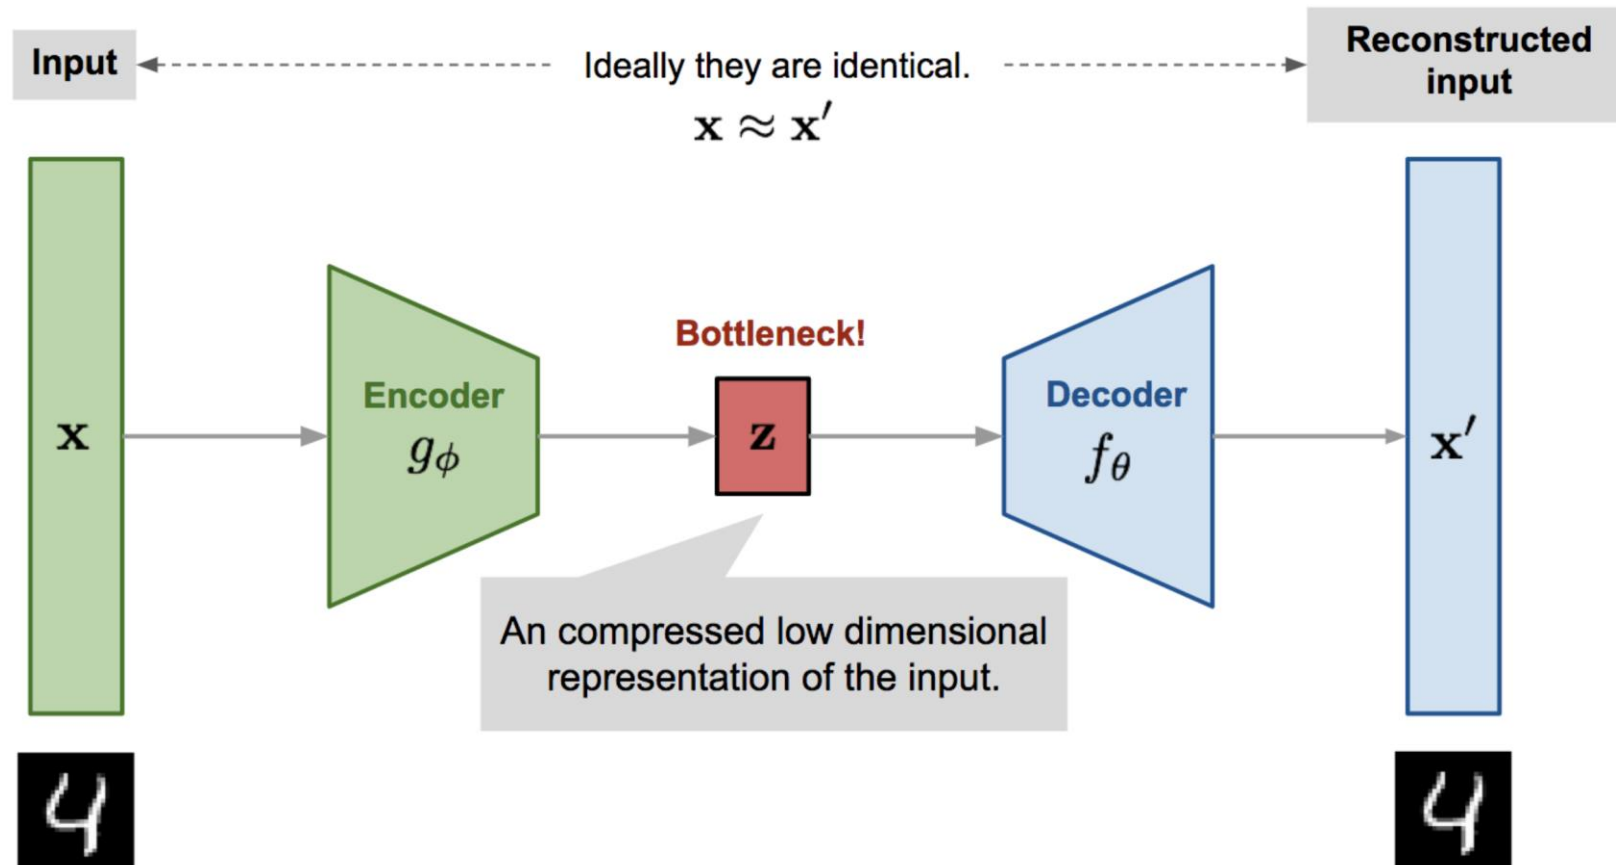 Input
Ideally they are identical.
x ≈ x′
Reconstructed
input
Bottleneck!
x
Encoder
gϕ
z
Decoder
fθ
x′
An compressed low dimensional
representation of the input.
4
4